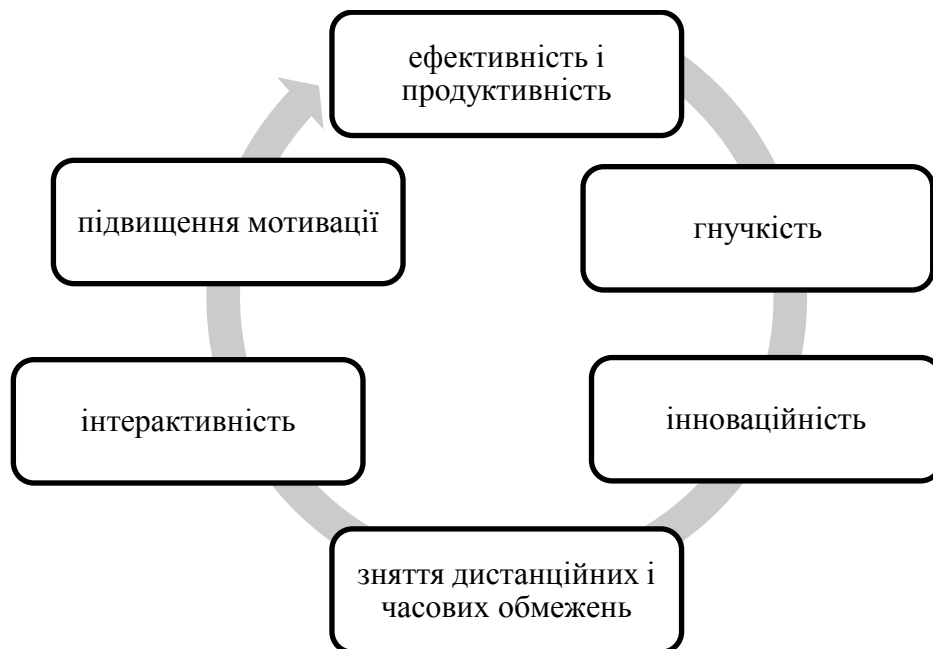 ефективність і
продуктивність
гнучкість
інноваційність
зняття дистанційних і
часових обмежень
інтерактивність
підвищення мотивації